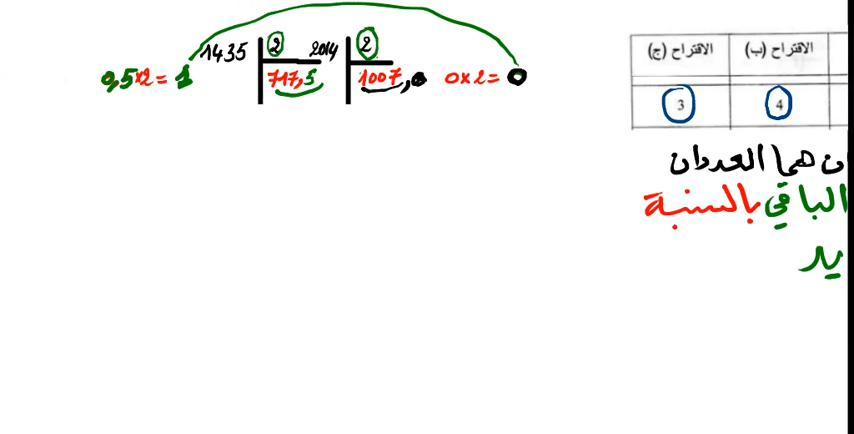 1435 2 2014 2
0,5×2= 1 717,5 1007,0 0×2= 0
الاقتراح (ب) الاقتراح (ج)
4 3
ن هما العددان
الباقي بالنسبة
يد